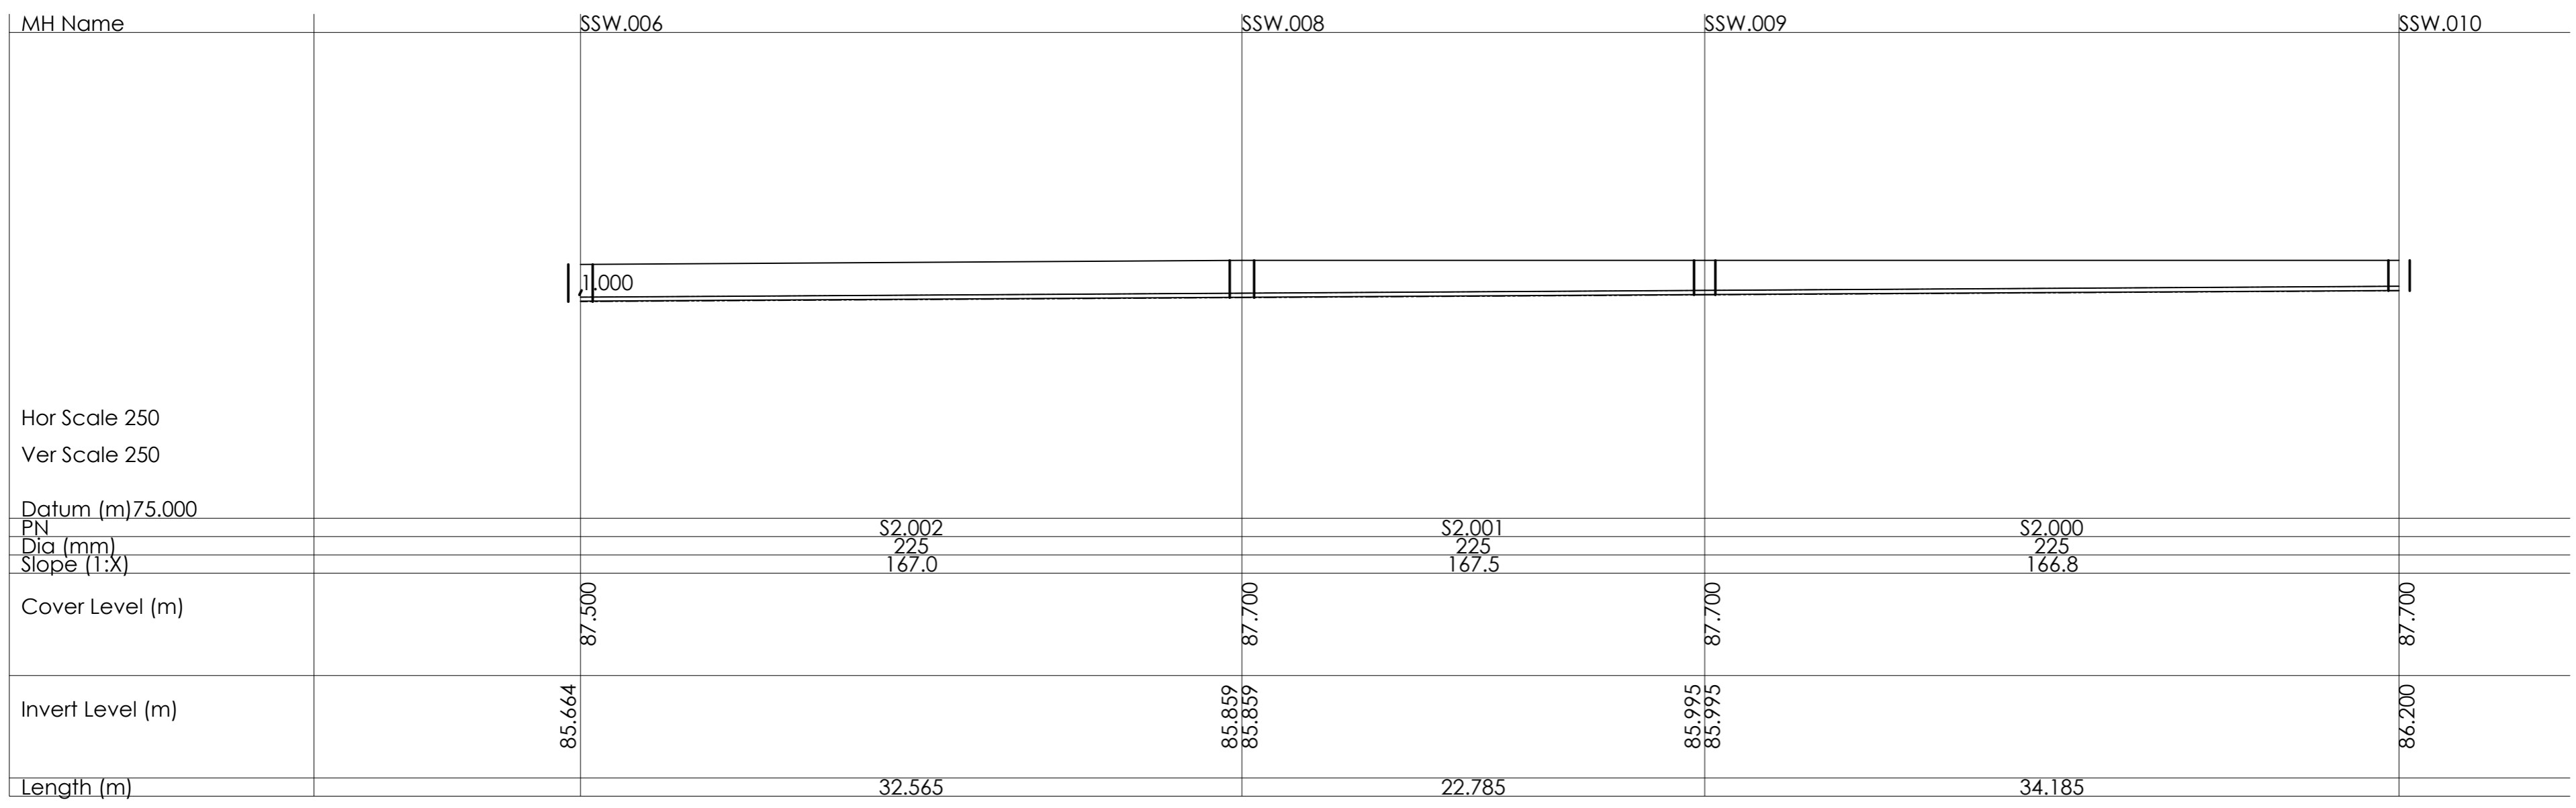 MH Name SSW.006 SSW.008 SSW.009 SSW.010
1.000
Hor Scale 250
Ver Scale 250
Datum (m)75.000
PN S2.002 S2.001 S2.000
Dia (mm) 225 225 225
Slope (1:X) 167.0 167.5 166.8
Cover Level (m) 87.500 87.700 87.700 87.700
Invert Level (m) 85.664 85.859 85.859 85.995 85.995 86.200
Length (m) 32.565 22.785 34.185